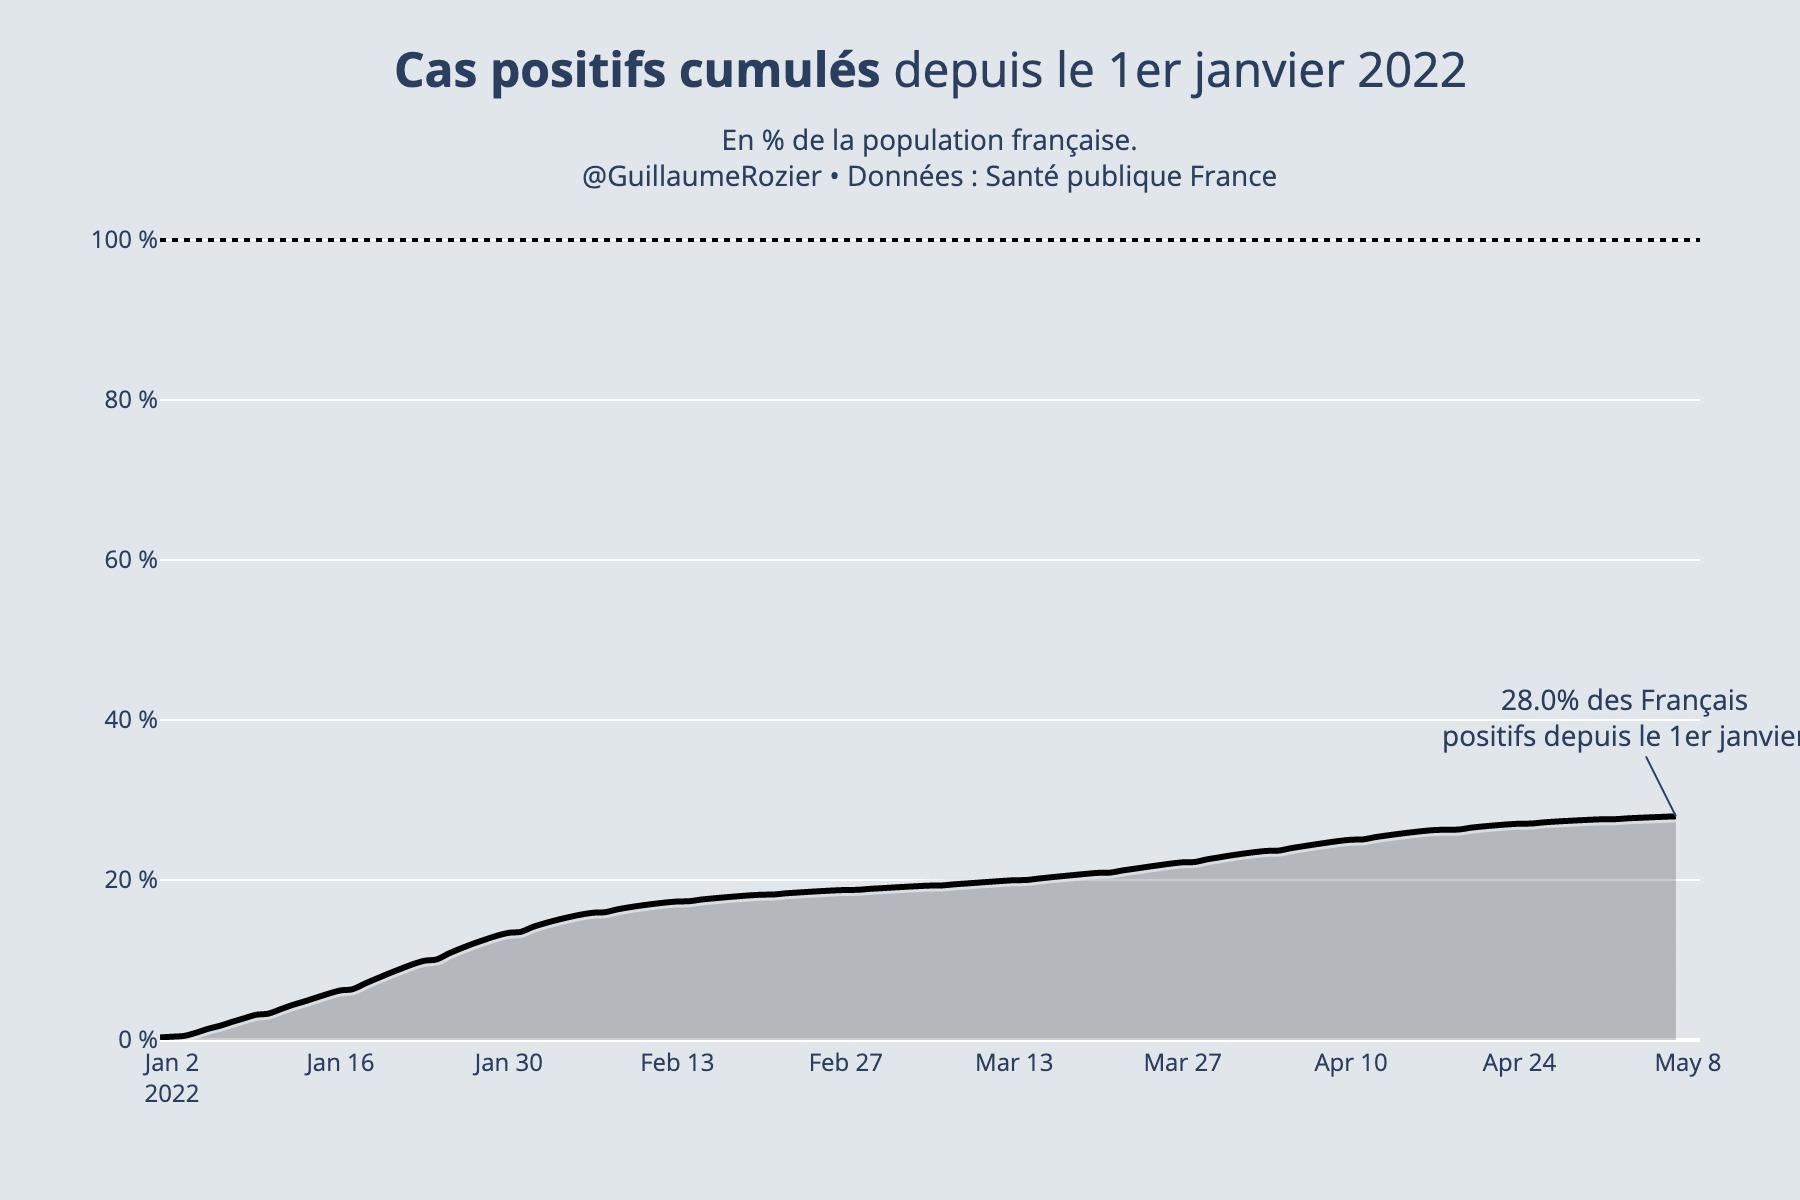 Cas positifs cumulés depuis le 1er janvier 2022
En % de la population française.
@GuillaumeRozier • Données : Santé publique France
100 %
80 %
60 %
40 %
20 %
0 %
28.0% des Français
positifs depuis le 1er janvier
Jan 2 Jan 16 Jan 30 Feb 13 Feb 27 Mar 13 Mar 27 Apr 10 Apr 24 May 8
2022